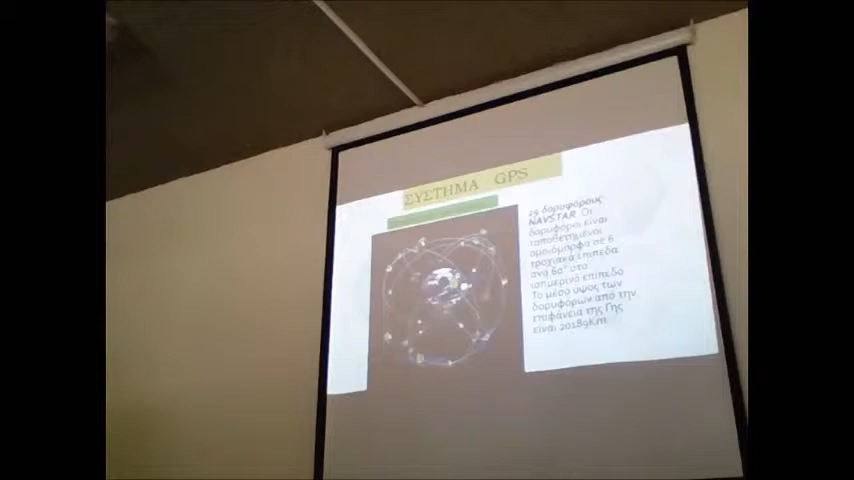 ΣΥΣΤΗΜΑ GPS
29 δορυφόρους
NAVSTAR. Οι
δορυφόροι είναι
τοποθετημένοι
ομοιόμορφα σε 6
τροχιακά επίπεδα
ανά 60° στο
ισημερινό επίπεδο
Το μέσο υψος των
δορυφόρων από την
επιφάνεια της Γης
είναι 20189Km